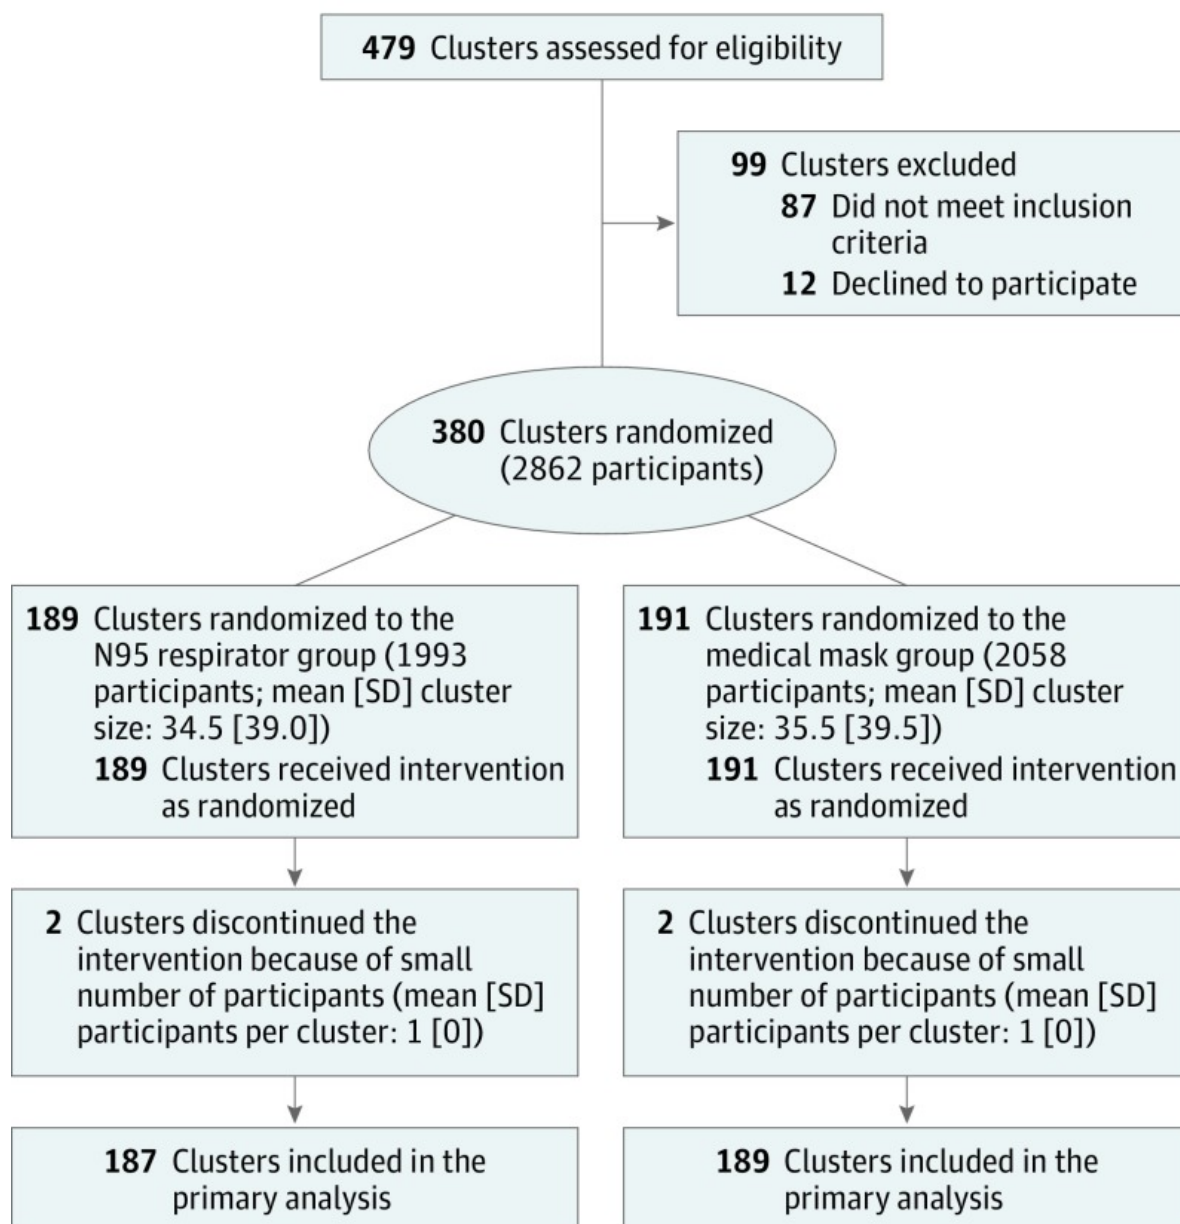 479 Clusters assessed for eligibility
99 Clusters excluded
87 Did not meet inclusion
criteria
12 Declined to participate
380 Clusters randomized
(2862 participants)
189 Clusters randomized to the
N95 respirator group (1993
participants; mean [SD] cluster
size: 34.5 [39.0])
189 Clusters received intervention
as randomized
2 Clusters discontinued the
intervention because of small
number of participants (mean [SD]
participants per cluster: 1 [0])
187 Clusters included in the
primary analysis
191 Clusters randomized to the
medical mask group (2058
participants; mean [SD] cluster
size: 35.5 [39.5])
191 Clusters received intervention
as randomized
2 Clusters discontinued the
intervention because of small
number of participants (mean [SD]
participants per cluster: 1 [0])
189 Clusters included in the
primary analysis